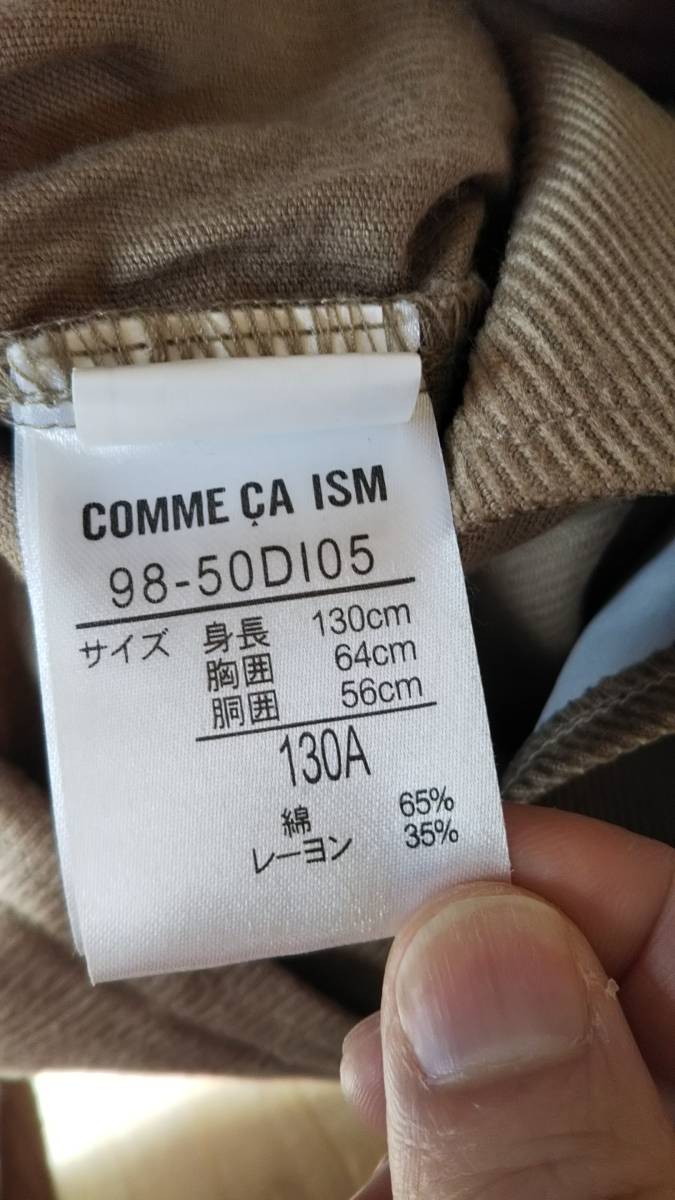 COMME ÇA ISM
98-50DI05
サイズ 身長 130cm
胸囲 64cm
胴囲 56cm
130A
綿 65%
レーヨン 35%